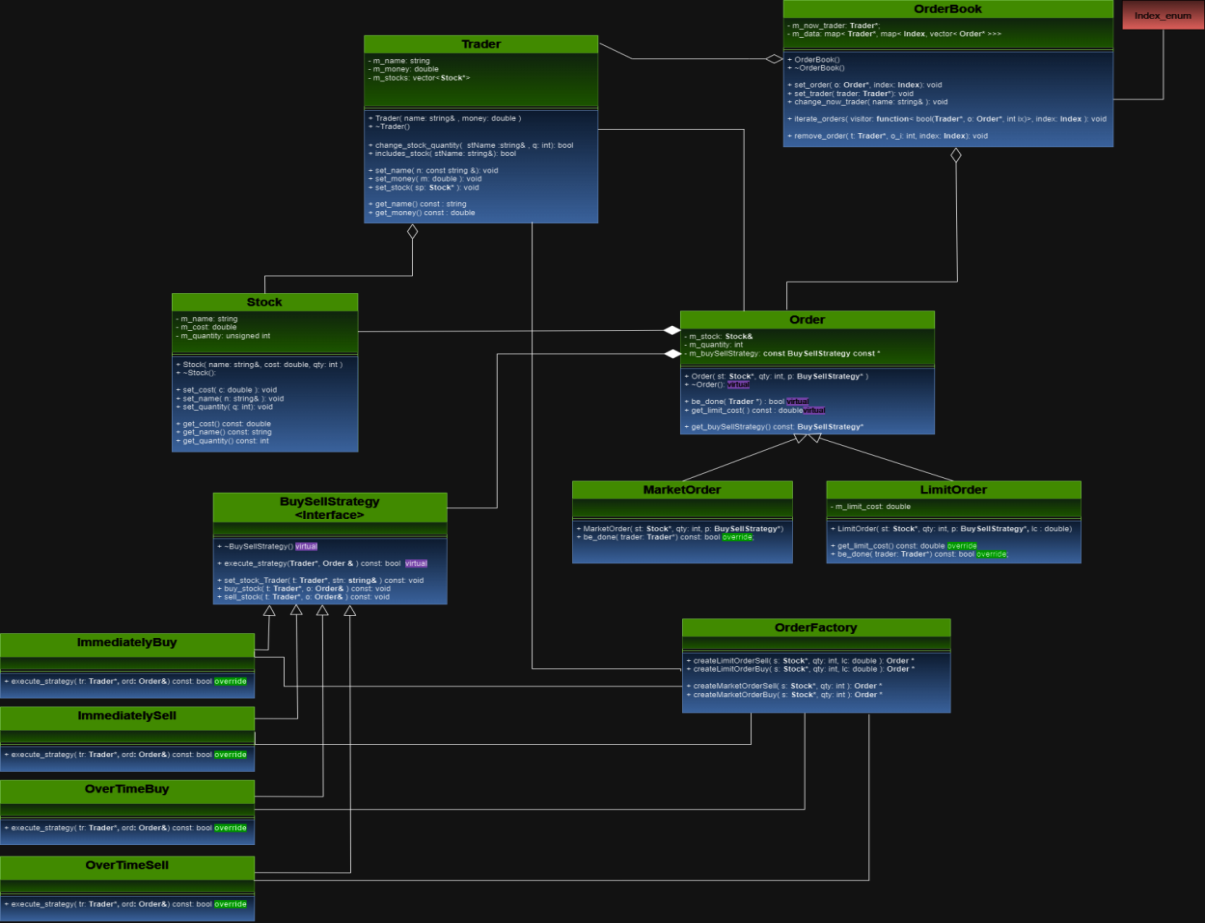 OrderBook
- m_now_trader: Trader*;
- m_data: map< Trader*, map< Index, vector< Order* >>>
+ OrderBook()
+ ~OrderBook()
+ set_order( o: Order*, index: Index): void
+ set_trader( trader: Trader*): void
+ change_now_trader( name: string& ): void
+ iterate_orders( visitor: function< bool(Trader*, o: Order*, int ix)>, index: Index ): void
+ remove_order( t: Trader*, o_i: int, index: Index): void
Index_enum
Trader
- m_name: string
- m_money: double
- m_stocks: vector<Stock*>
+ Trader( name: string& , money: double )
+ ~Trader()
+ change_stock_quantity( stName :string& , q: int): bool
+ includes_stock( stName: string&): bool
+ set_name( n: const string &): void
+ set_money( m: double ): void
+ set_stock( sp: Stock* ): void
+ get_name() const : string
+ get_money() const : double
Stock
- m_name: string
- m_cost: double
- m_quantity: unsigned int
+ Stock( name: string&, cost: double, qty: int )
+ ~Stock():
+ set_cost( c: double ): void
+ set_name( n: string& ): void
+ set_quantity( q: int): void
+ get_cost() const: double
+ get_name() const: string
+ get_quantity() const: int
Order
- m_stock: Stock&
- m_quantity: int
- m_buySellStrategy: const BuySellStrategy const *
+ Order( st: Stock*, qty: int, p: BuySellStrategy* )
+ ~Order(): virtual
+ be_done( Trader *) : bool virtual
+ get_limit_cost( ) const : double virtual
+ get_buySellStrategy() const: BuySellStrategy*
MarketOrder
+ MarketOrder( st: Stock*, qty: int, p: BuySellStrategy*)
+ be_done( trader: Trader*) const: bool override;
LimitOrder
- m_limit_cost: double
+ LimitOrder( st: Stock*, qty: int, p: BuySellStrategy*, lc : double)
+ get_limit_cost() const: double override
+ be_done( trader: Trader*) const: bool override;
BuySellStrategy
<Interface>
+ ~BuySellStrategy() virtual
+ execute_strategy(Trader*, Order & ) const: bool virtual
+ set_stock_Trader( t: Trader*, stn: string& ) const: void
+ buy_stock( t: Trader*, o: Order& ) const: void
+ sell_stock( t: Trader*, o: Order& ) const: void
ImmediatelyBuy
+ execute_strategy( tr: Trader*, ord: Order&) const: bool override
ImmediatelySell
+ execute_strategy( tr: Trader*, ord: Order&) const: bool override
OverTimeBuy
+ execute_strategy( tr: Trader*, ord: Order&) const: bool override
OverTimeSell
+ execute_strategy( tr: Trader*, ord: Order&) const: bool override
OrderFactory
+ createLimitOrderSell( s: Stock*, qty: int, lc: double ): Order *
+ createLimitOrderBuy( s: Stock*, qty: int, lc: double ): Order *
+ createMarketOrderSell( s: Stock*, qty: int ): Order *
+ createMarketOrderBuy( s: Stock*, qty: int ): Order *